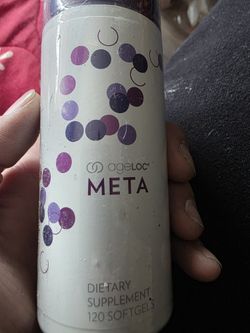 ageLOC
META
DIETARY
SUPPLEMENT
120 SOFTGELS